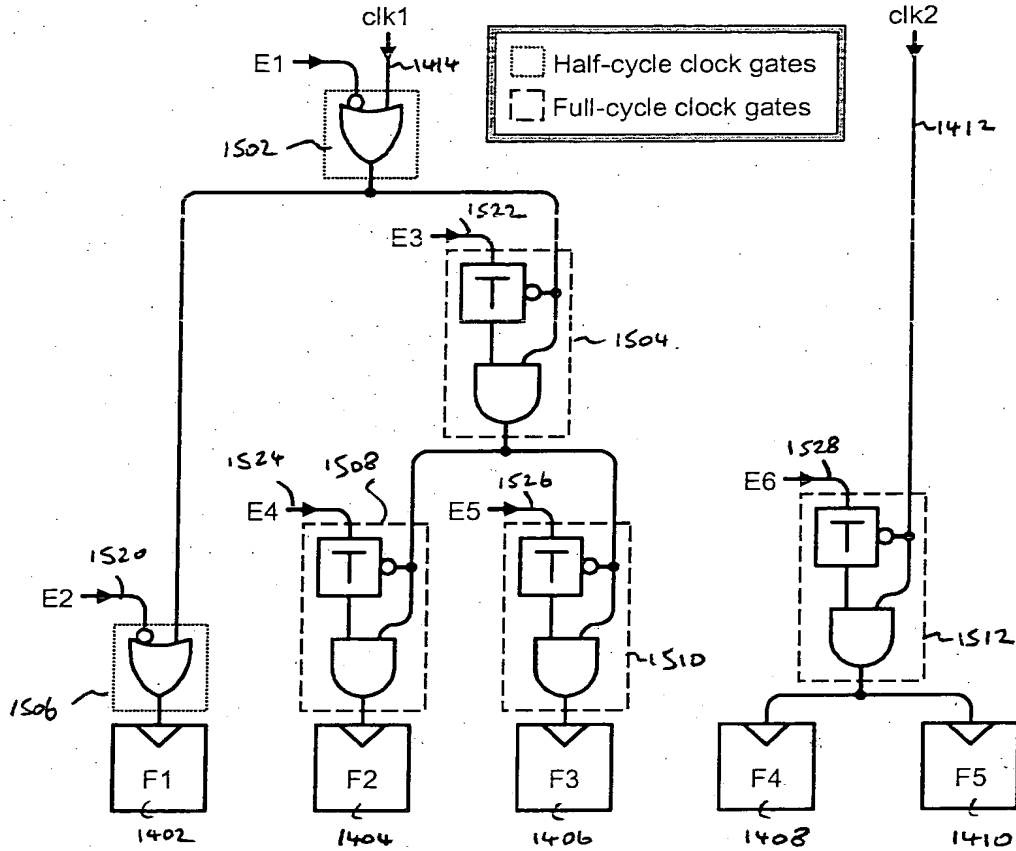 clk1
clk2
E1
1414
Half-cycle clock gates
Full-cycle clock gates
1412
1502
1522
E3
T
1504.
1524
1508
1526
1528
E4
E5
E6
T
T
T
1520
E2
1512
1510
1506
F1
F2
F3
F4
F5
1402
1404
1406
1408
1410